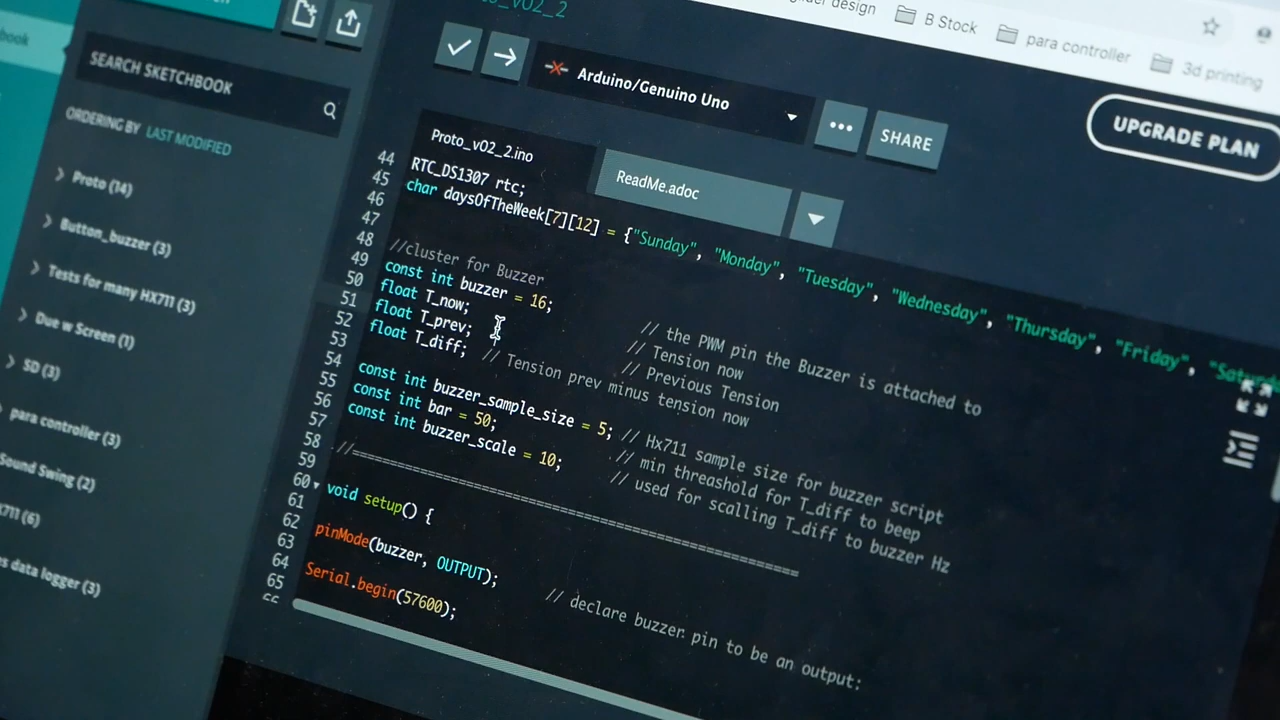 to_v02_2
design
B Stock
para controller
3d printing
book
SEARCH SKETCHBOOK
ORDERING BY LAST MODIFIED
Proto (14)
Button_buzzer (3)
Tests for many HX711 (3)
Due w Screen (1)
SD (3)
para controller (3)
Sound Swing (2)
X711 (6)
s data logger (3)
Arduino/Genuino Uno
SHARE
UPGRADE PLAN
Proto_v02_2.ino
ReadMe.adoc
44
45
46
47
48
49
50
51
52
53
54
55
56
57
58
59
60
61
62
63
64
65
66
RTC_DS1307 rtc;
char daysOfTheWeek[7][12] = {"Sunday", "Monday", "Tuesday", "Wednesday", "Thursday", "Friday", "Saturda
//cluster for Buzzer
const int buzzer = 16; // the PWM pin the Buzzer is attached to
float T_now; // Tension now
float T_prev; // Previous Tension
float T_diff; // Tension prev minus tension now
const int buzzer_sample_size = 5; // Hx711 sample size for buzzer script
const int bar = 50; // min threashold for T_diff to beep
const int buzzer_scale = 10; // used for scalling T_diff to buzzer Hz
//==================================================
void setup() {
pinMode(buzzer, OUTPUT); // declare buzzer pin to be an output:
Serial.begin(57600);